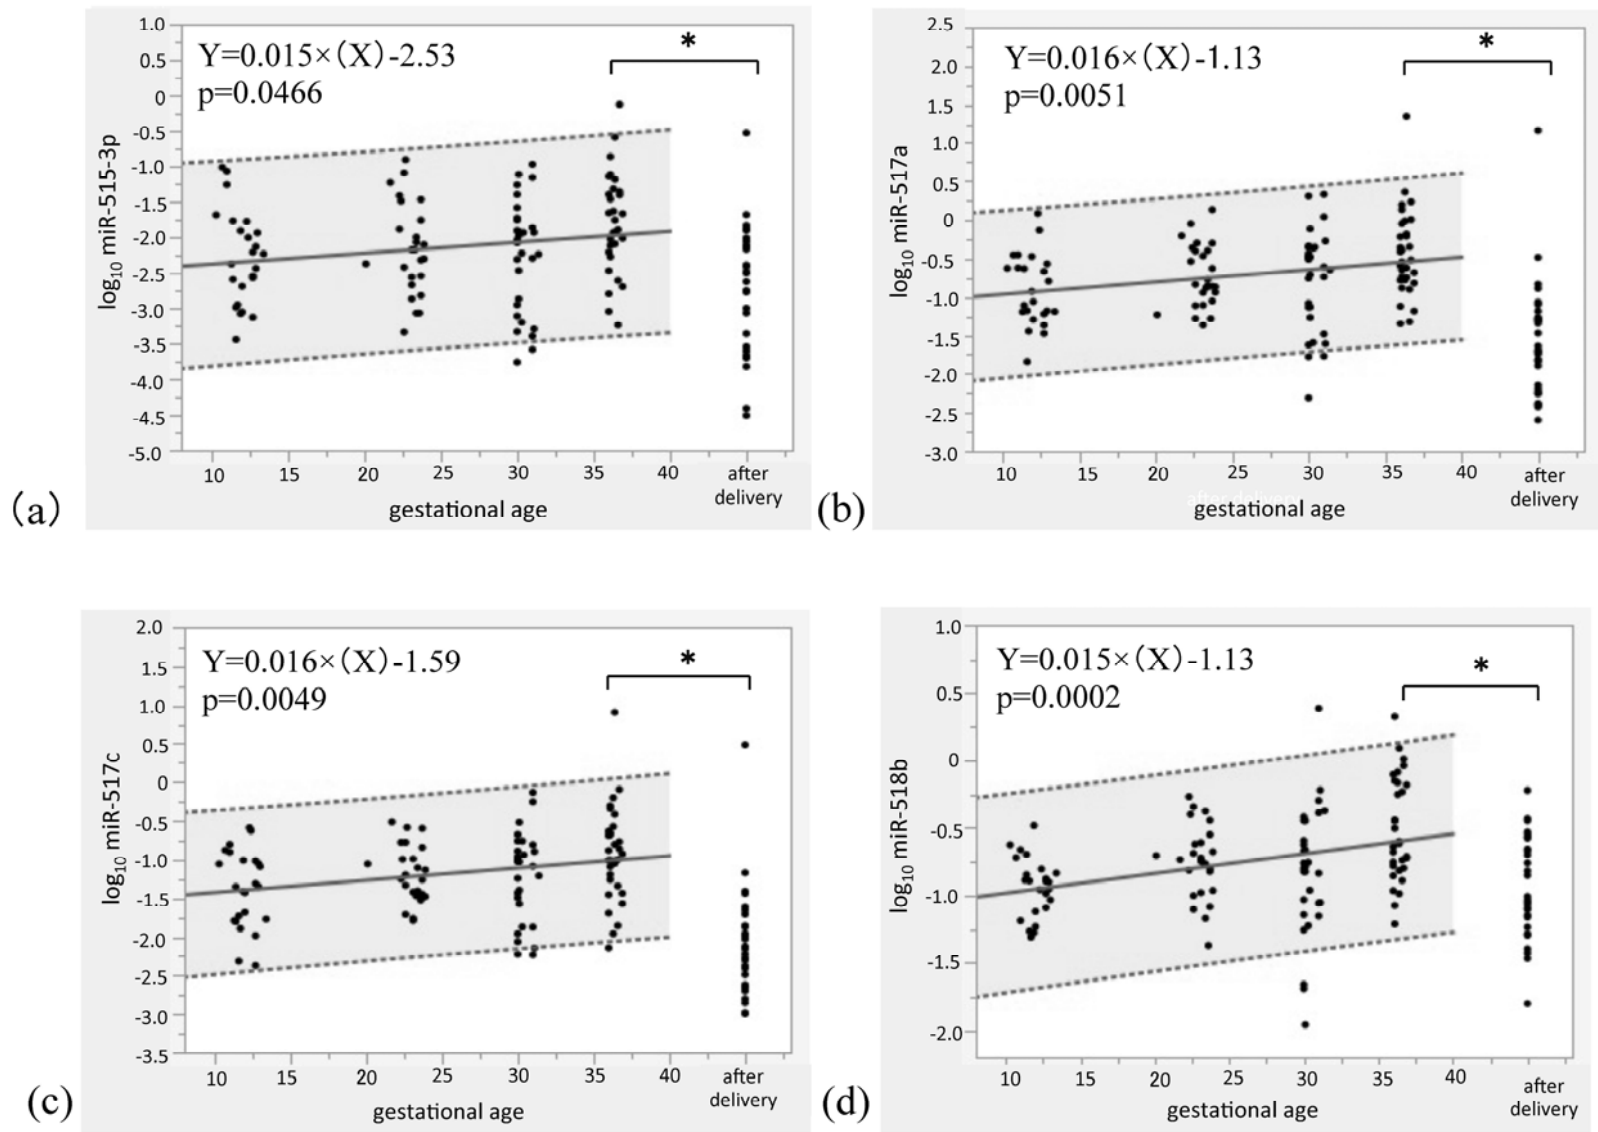 Y=0.015×(X)-2.53
p=0.0466
*
log10 miR-515-3p
1.0
0.5
0
-0.5
-1.0
-1.5
-2.0
-2.5
-3.0
-3.5
-4.0
-4.5
-5.0
10 15 20 25 30 35 40 after delivery
gestational age
(a)
Y=0.016×(X)-1.13
p=0.0051
*
log10 miR-517a
2.5
2.0
1.5
1.0
0.5
0
-0.5
-1.0
-1.5
-2.0
-2.5
-3.0
10 15 20 25 30 35 40 after delivery
after delivery
gestational age
(b)
Y=0.016×(X)-1.59
p=0.0049
*
log10 miR-517c
2.0
1.5
1.0
0.5
0
-0.5
-1.0
-1.5
-2.0
-2.5
-3.0
-3.5
10 15 20 25 30 35 40 after delivery
gestational age
(c)
Y=0.015×(X)-1.13
p=0.0002
*
log10 miR-518b
1.0
0.5
0
-0.5
-1.0
-1.5
-2.0
10 15 20 25 30 35 40 after delivery
gestational age
(d)